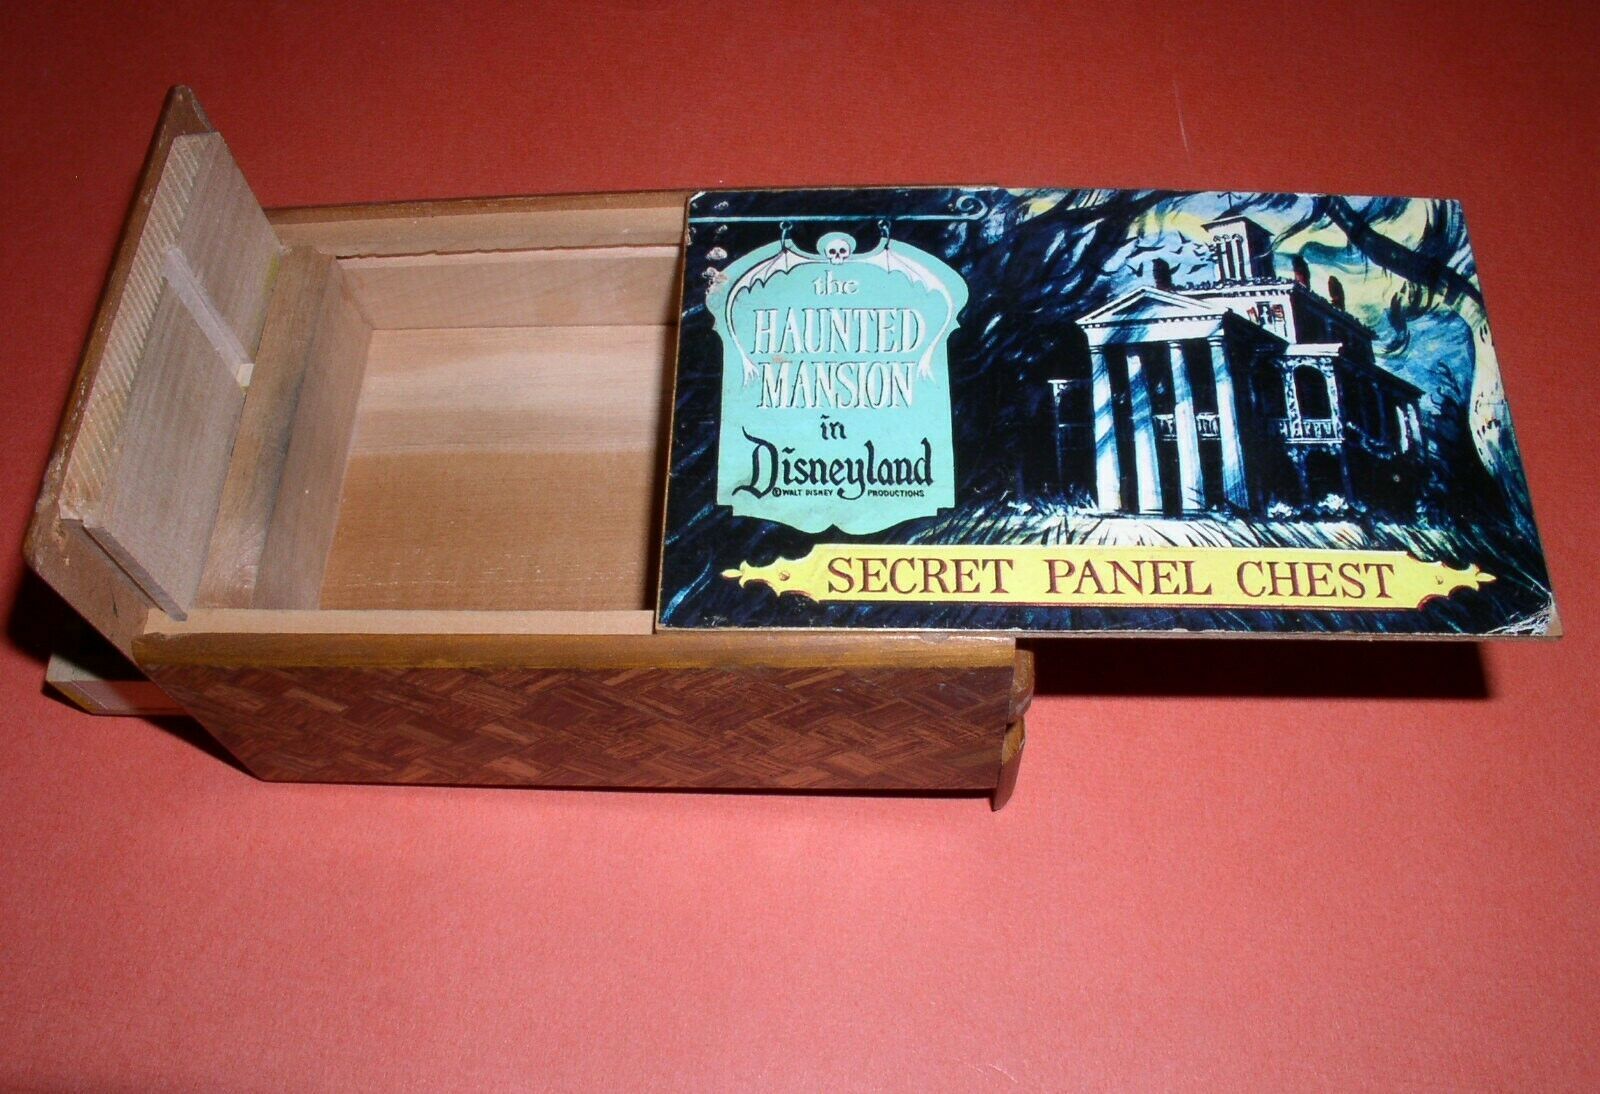 the
HAUNTED
MANSION
in
Disneyland
© WALT DISNEY PRODUCTIONS
SECRET PANEL CHEST